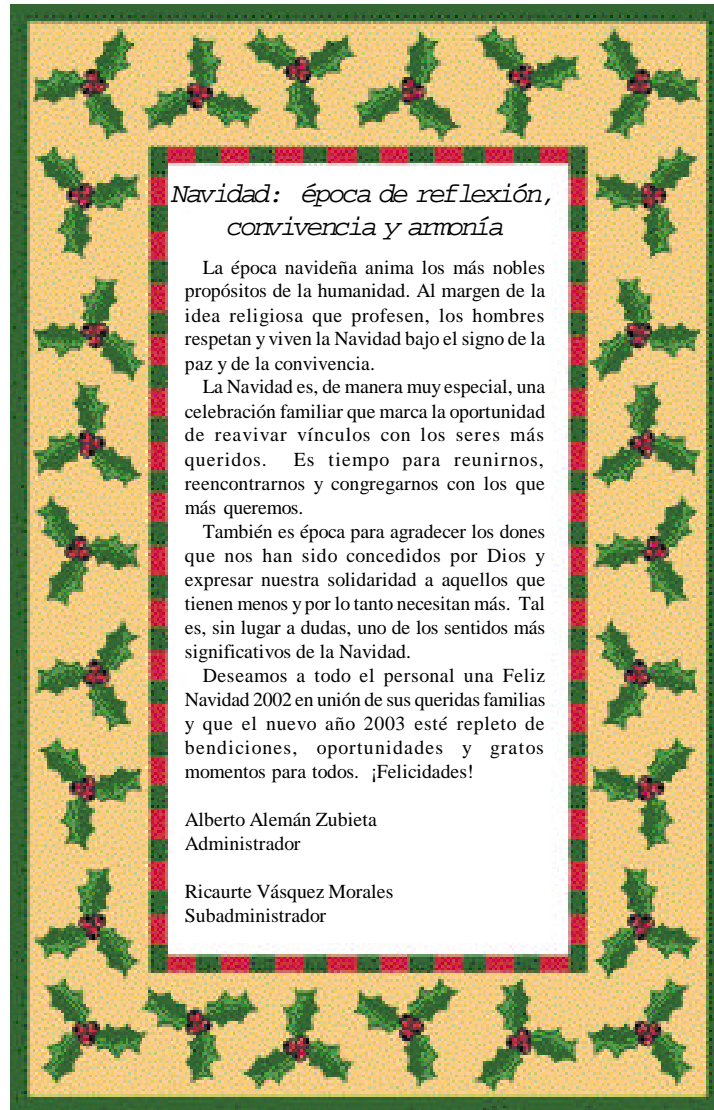 Navidad: época de reflexión,
convivencia y armonía
La época navideña anima los más nobles
propósitos de la humanidad. Al margen de la
idea religiosa que profesen, los hombres
respetan y viven la Navidad bajo el signo de la
paz y de la convivencia.
La Navidad es, de manera muy especial, una
celebración familiar que marca la oportunidad
de reavivar vínculos con los seres más
queridos. Es tiempo para reunirnos,
reencontrarnos y congregarnos con los que
más queremos.
También es época para agradecer los dones
que nos han sido concedidos por Dios y
expresar nuestra solidaridad a aquellos que
tienen menos y por lo tanto necesitan más. Tal
es, sin lugar a dudas, uno de los sentidos más
significativos de la Navidad.
Deseamos a todo el personal una Feliz
Navidad 2002 en unión de sus queridas familias
y que el nuevo año 2003 esté repleto de
bendiciones, oportunidades y gratos
momentos para todos. ¡Felicidades!
Alberto Alemán Zubieta
Administrador
Ricaurte Vásquez Morales
Subadministrador